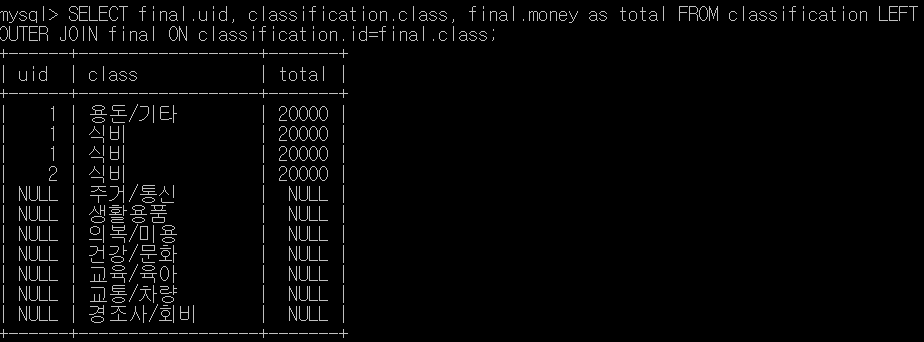 mysql> SELECT final.uid, classification.class, final.money as total FROM classification LEFT
OUTER JOIN final ON classification.id=final.class;
+------+------------------+-------+
| uid | class | total |
+------+------------------+-------+
| 1 | 용돈/기타 | 20000 |
| 1 | 식비 | 20000 |
| 1 | 식비 | 20000 |
| 2 | 식비 | 20000 |
| NULL | 주거/통신 | NULL |
| NULL | 생활용품 | NULL |
| NULL | 의복/미용 | NULL |
| NULL | 건강/문화 | NULL |
| NULL | 교육/육아 | NULL |
| NULL | 교통/차량 | NULL |
| NULL | 경조사/회비 | NULL |
+------+------------------+-------+